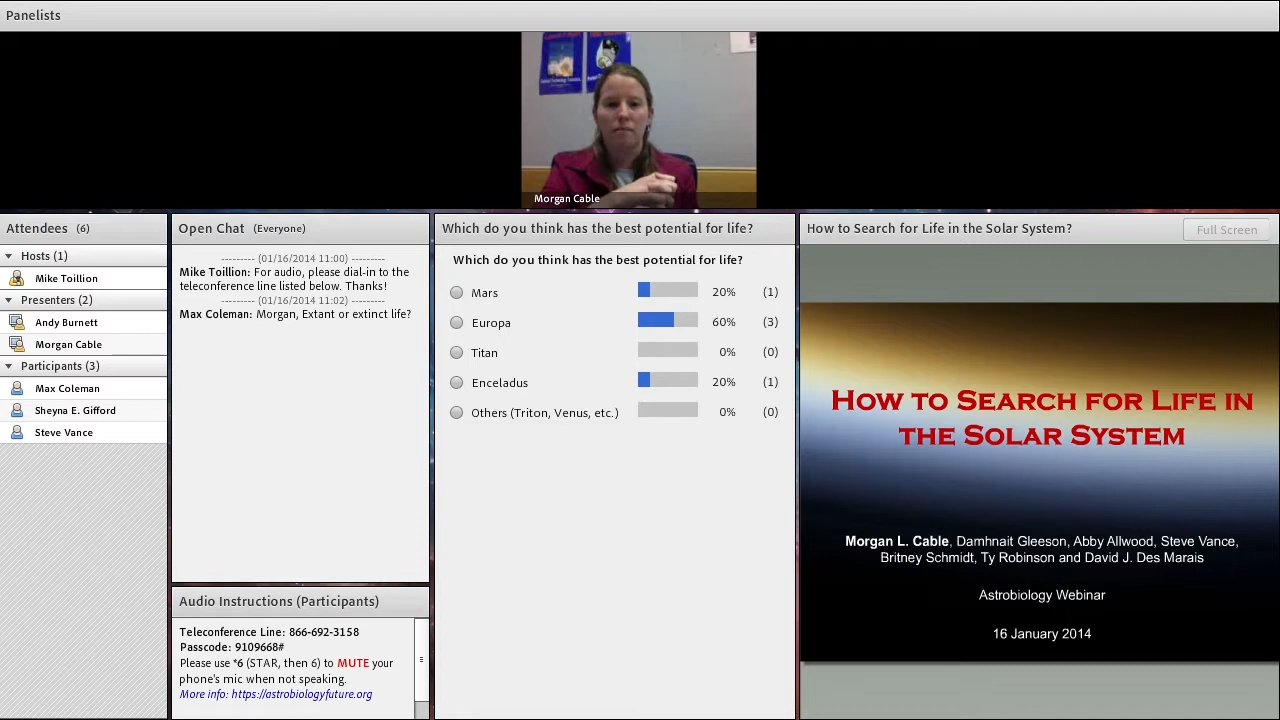 Panelists
Morgan Cable
Attendees (6)
Hosts (1)
Mike Toillion
Presenters (2)
Andy Burnett
Morgan Cable
Participants (3)
Max Coleman
Sheyna E. Gifford
Steve Vance
Open Chat (Everyone)
--------- (01/16/2014 11:00) ---------
Mike Toillion: For audio, please dial-in to the
teleconference line listed below. Thanks!
--------- (01/16/2014 11:02) ---------
Max Coleman: Morgan, Extant or extinct life?
Audio Instructions (Participants)
Teleconference Line: 866-692-3158
Passcode: 9109668#
Please use *6 (STAR, then 6) to MUTE your
phone's mic when not speaking.
More info: https://astrobiologyfuture.org
Which do you think has the best potential for life?
Which do you think has the best potential for life?
Mars 20% (1)
Europa 60% (3)
Titan 0% (0)
Enceladus 20% (1)
Others (Triton, Venus, etc.) 0% (0)
How to Search for Life in the Solar System?
Full Screen
How to Search for Life in
the Solar System
Morgan L. Cable, Damhnait Gleeson, Abby Allwood, Steve Vance,
Britney Schmidt, Ty Robinson and David J. Des Marais
Astrobiology Webinar
16 January 2014